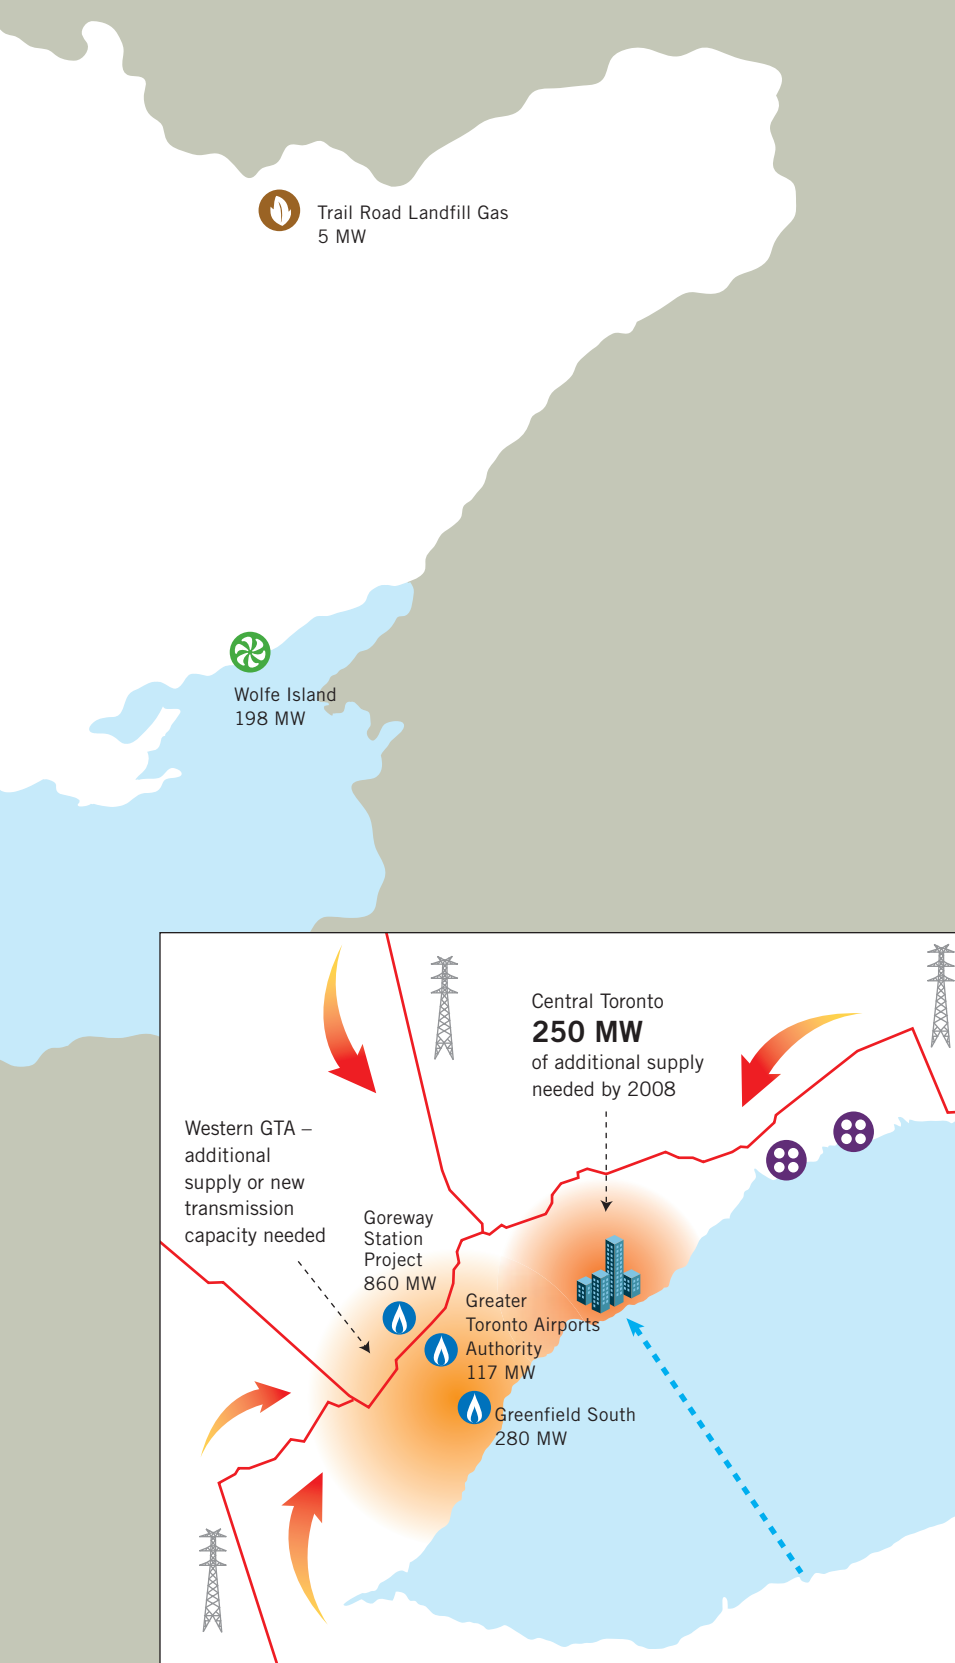 Trail Road Landfill Gas
5 MW
Wolfe Island
198 MW
Central Toronto
250 MW
of additional supply
needed by 2008
Western GTA –
additional
supply or new
transmission
capacity needed
Goreway
Station
Project
860 MW
Greater
Toronto Airports
Authority
117 MW
Greenfield South
280 MW